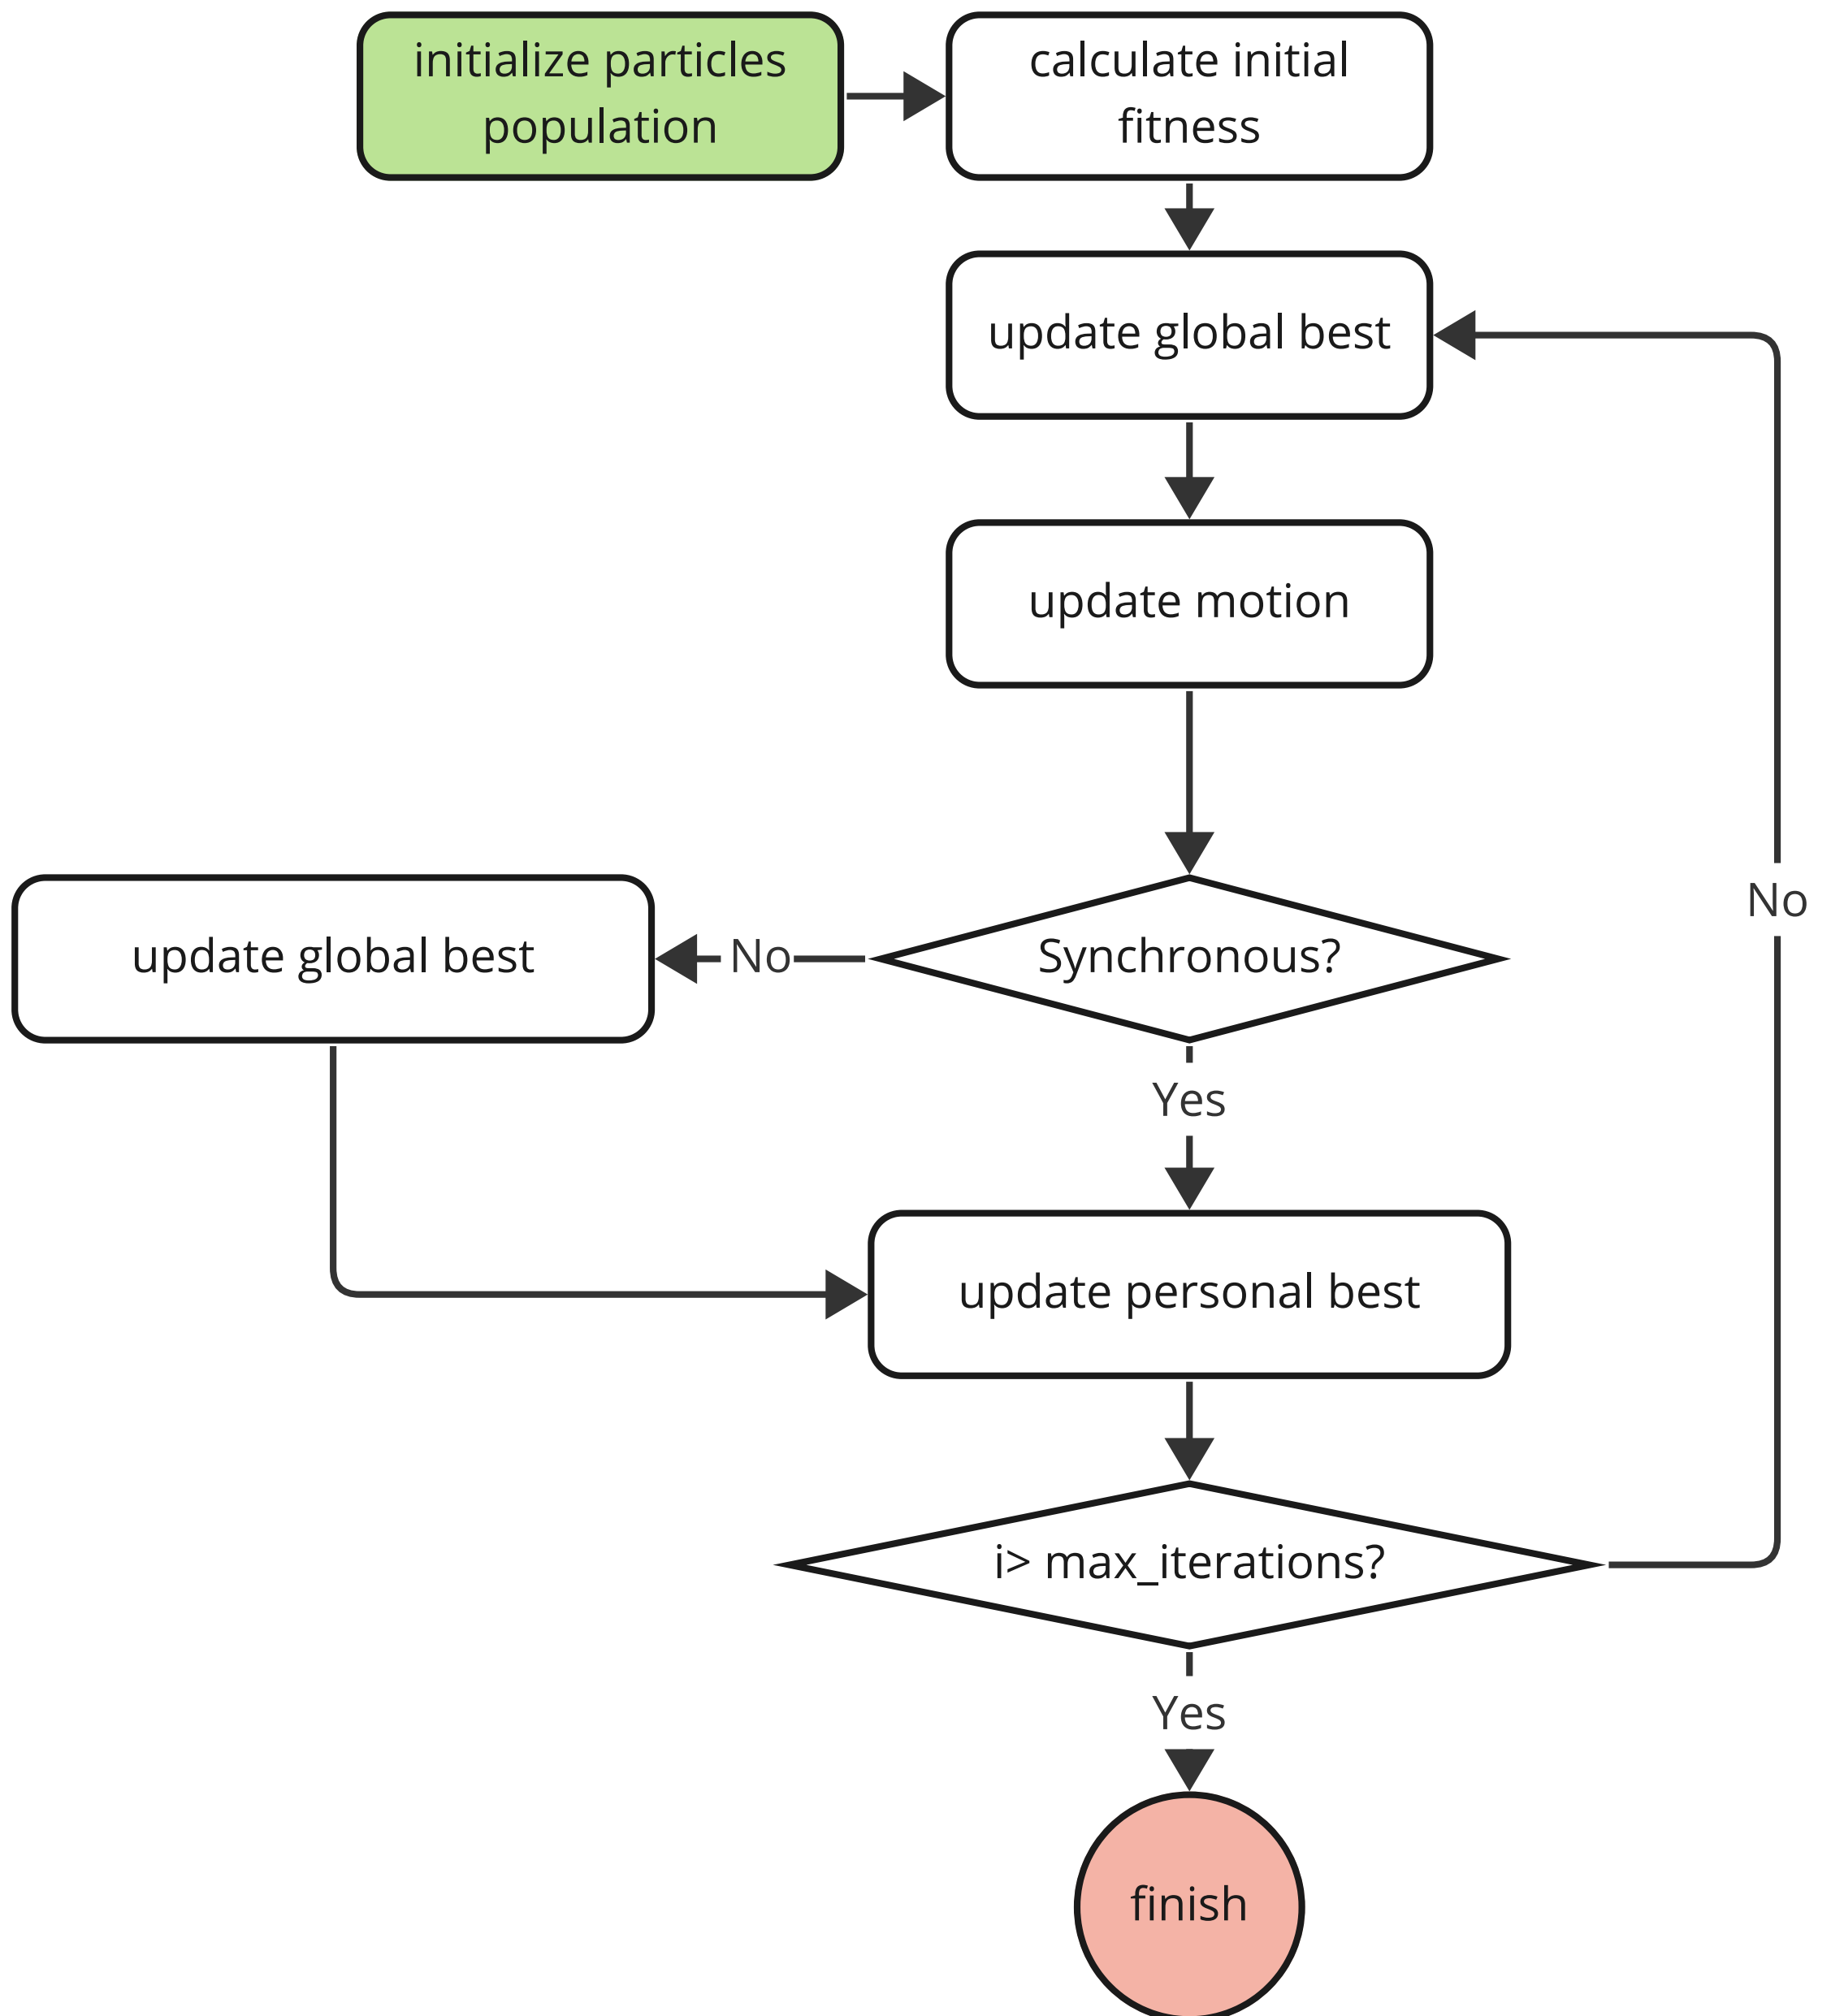 initialize particles
population
calculate initial
fitness
update global best
update motion
Synchronous?
No
update global best
Yes
update personal best
i> max_iterations?
No
Yes
finish